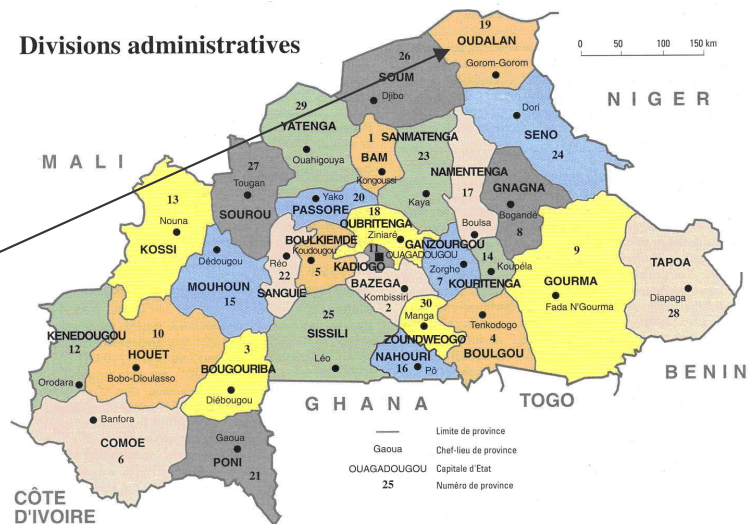 Divisions administratives
19
OUDALAN
Gorom-Gorom
0 50 100 150 km
26
SOUM
Djibo
NIGER
29
YATENGA
Ouahigouya
Dori
SENO
24
1
BAM
Kongoussi
SANMATENGA
23
Kaya
NAMENTENGA
17
Boulsa
GNAGNA
Bogandé
8
MALI
27
Tougan
SOUROU
13
Nouna
KOSSI
Yako
20
PASSORE
18
OUBRITENGA
Ziniaré
BOULKIEMDE
Koudougou
5
11
OUAGADOUGOU
KADIOGO
GANZOURGOU
Zorgho
7
14
Koupéla
KOURITENGA
9
GOURMA
Fada N'Gourma
TAPOA
Diapaga
28
Dédougou
MOUHOUN
15
Réo
22
SANGUIE
BAZEGA
Kombissiri
2
30
Manga
ZOUNDWEOGO
Tenkodogo
4
BOULGOU
25
SISSILI
Léo
NAHOURI
16
Pô
KENEDOUGOU
12
Orodara
10
HOUET
Bobo-Dioulasso
3
BOUGOURIBA
Diébougou
BENIN
GHANA
TOGO
Banfora
COMOE
6
Gaoua
PONI
21
CÔTE
D'IVOIRE
Limite de province
Gaoua Chef-lieu de province
OUAGADOUGOU Capitale d'Etat
25 Numéro de province